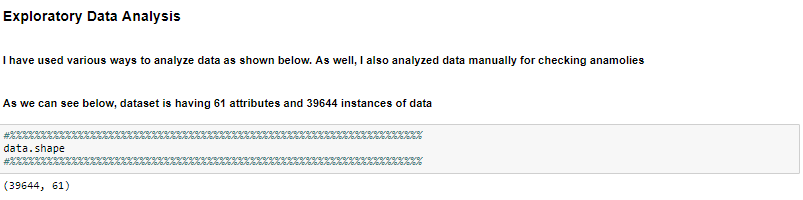 Exploratory Data Analysis
I have used various ways to analyze data as shown below. As well, I also analyzed data manually for checking anamolies
As we can see below, dataset is having 61 attributes and 39644 instances of data
#%%%%%%%%%%%%%%%%%%%%%%%%%%%%%%%%%%%%%%%%%%%%%%%%%%%%%%%%%%%%%%%%%%
data.shape
#%%%%%%%%%%%%%%%%%%%%%%%%%%%%%%%%%%%%%%%%%%%%%%%%%%%%%%%%%%%%%%%%%%
(39644, 61)